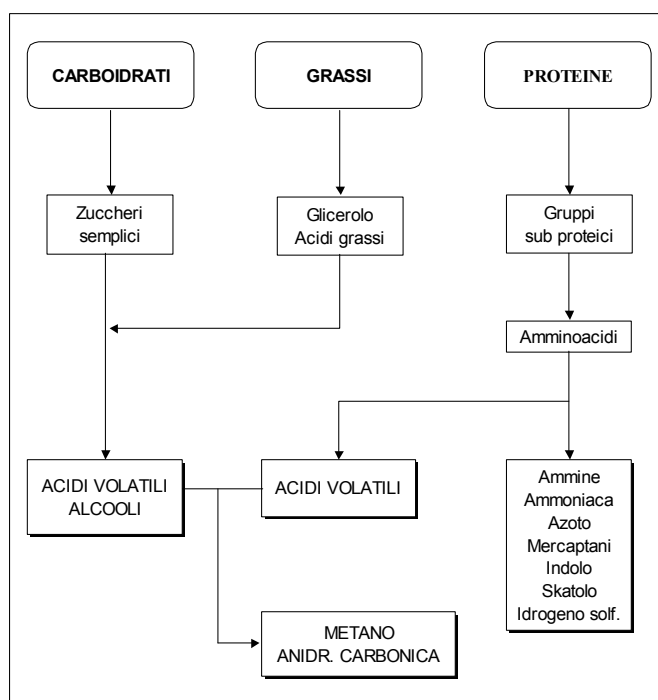 CARBOIDRATI
GRASSI
PROTEINE
Zuccheri
semplici
Glicerolo
Acidi grassi
Gruppi
sub proteici
Amminoacidi
ACIDI VOLATILI
ALCOOLI
ACIDI VOLATILI
Ammine
Ammoniaca
Azoto
Mercaptani
Indolo
Skatolo
Idrogeno solf.
METANO
ANIDR. CARBONICA